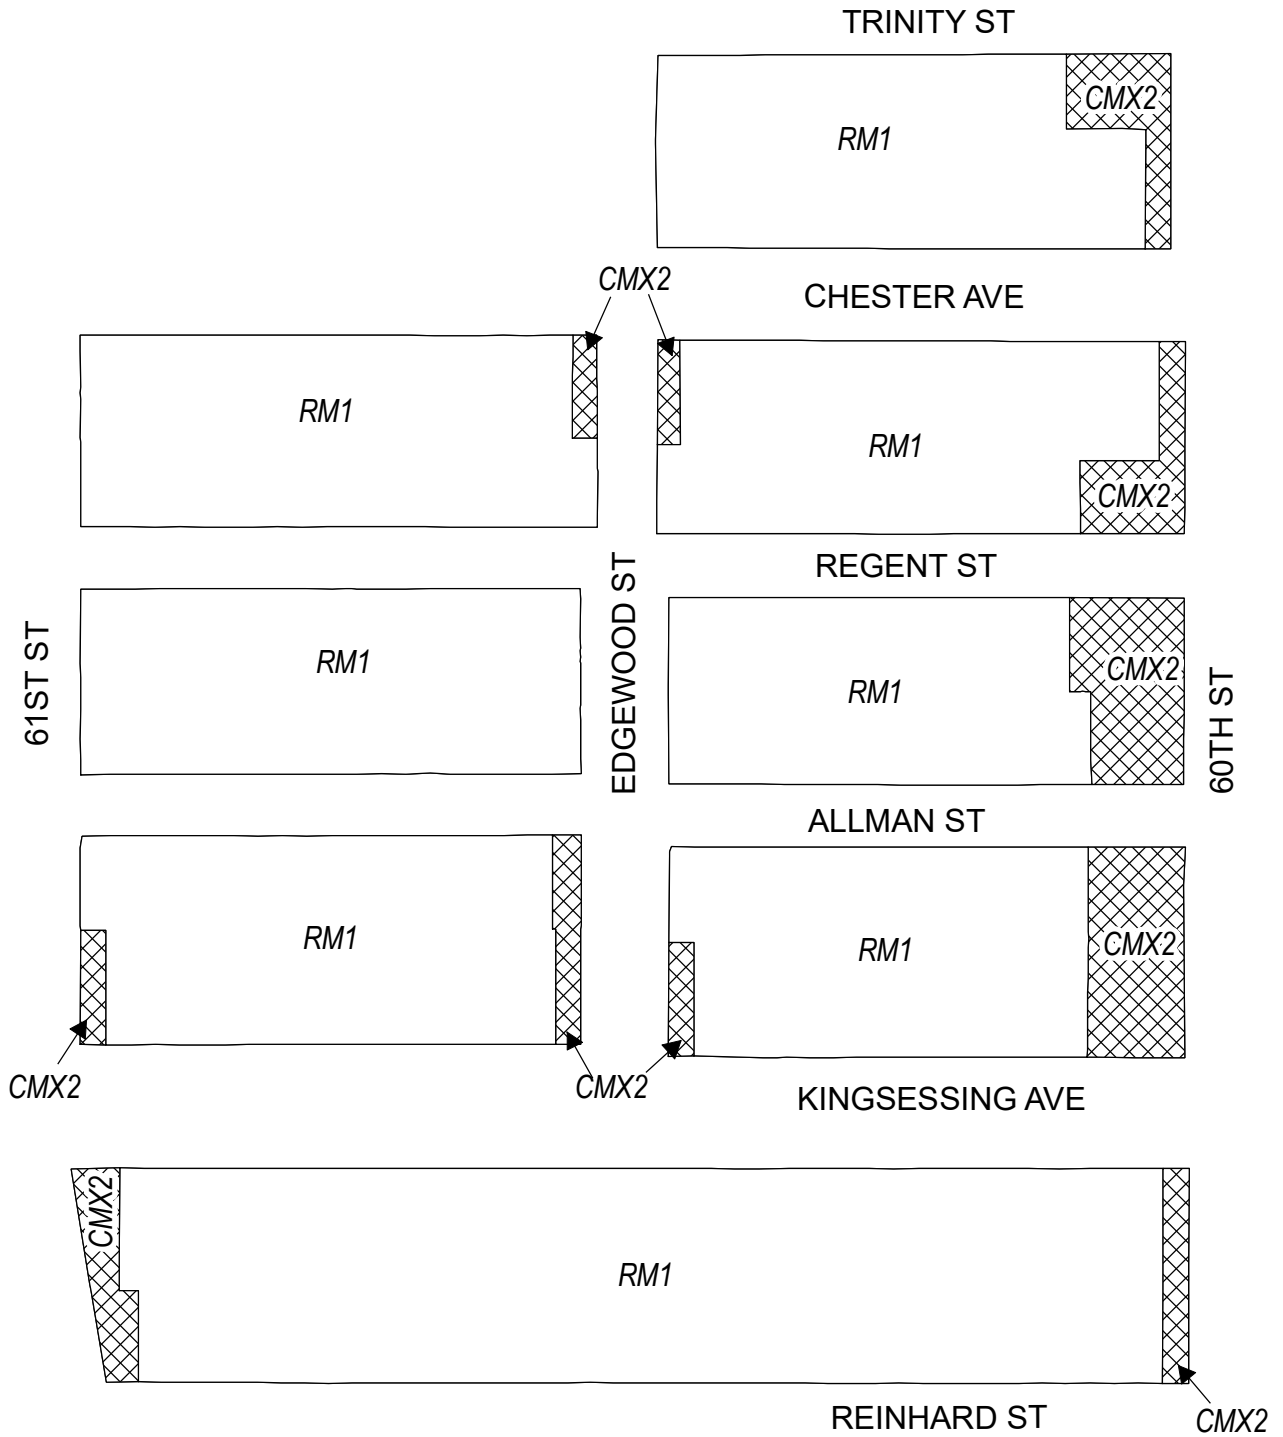 TRINITY ST
CMX2
RM1
CMX2
CHESTER AVE
RM1
RM1
CMX2
REGENT ST
EDGEWOOD ST
61ST ST
RM1
RM1
CMX2
60TH ST
ALLMAN ST
RM1
RM1
CMX2
CMX2
CMX2
KINGSESSING AVE
CMX2
RM1
REINHARD ST
CMX2